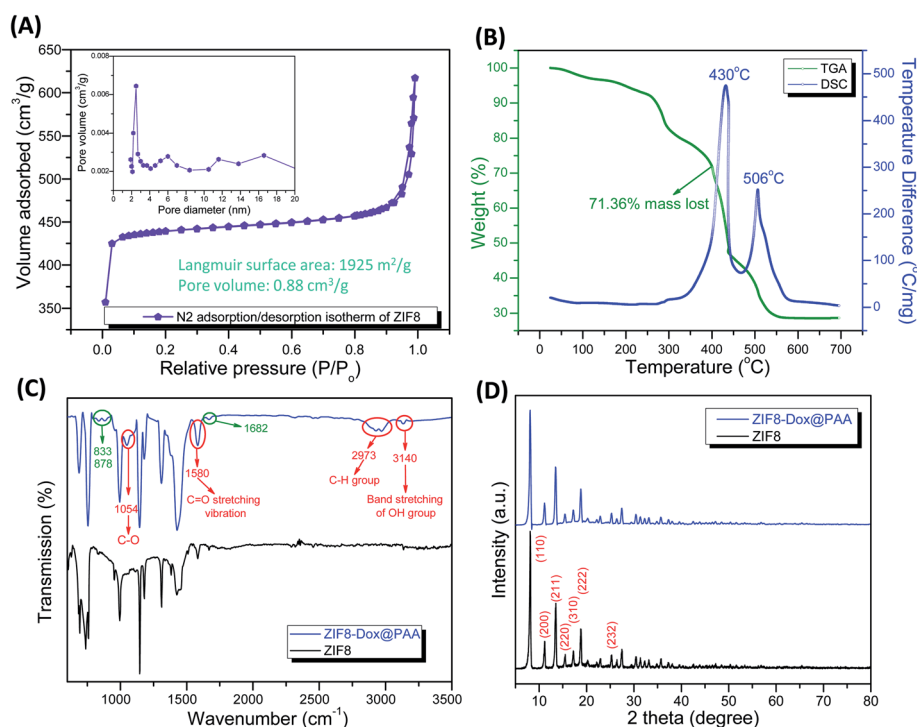 (A)
Volume adsorbed (cm³/g)
650
600
550
500
450
400
350
Pore volume (cm³/g)
0.008
0.006
0.004
0.002
0 2 4 6 8 10 12 14 16 18 20
Pore diameter (nm)
Langmuir surface area: 1925 m²/g
Pore volume: 0.88 cm³/g
N2 adsorption/desorption isotherm of ZIF8
0.0 0.2 0.4 0.6 0.8 1.0
Relative pressure (P/Pₒ)
(B)
Weight (%)
100
90
80
70
60
50
40
30
430°C
506°C
71.36% mass lost
TGA
DSC
500
400
300
200
100
0
Temperature Difference (°C/mg)
0 100 200 300 400 500 600 700 800
Temperature (°C)
(C)
Transmission (%)
833
878
1054
C-O
1580
C=O stretching
vibration
1682
2973
C-H group
3140
Band stretching
of OH group
ZIF8-Dox@PAA
ZIF8
1000 1500 2000 2500 3000 3500
Wavenumber (cm⁻¹)
(D)
Intensity (a.u.)
ZIF8-Dox@PAA
ZIF8
(110)
(200)
(211)
(220)
(310)
(222)
(232)
10 20 30 40 50 60 70 80
2 theta (degree)